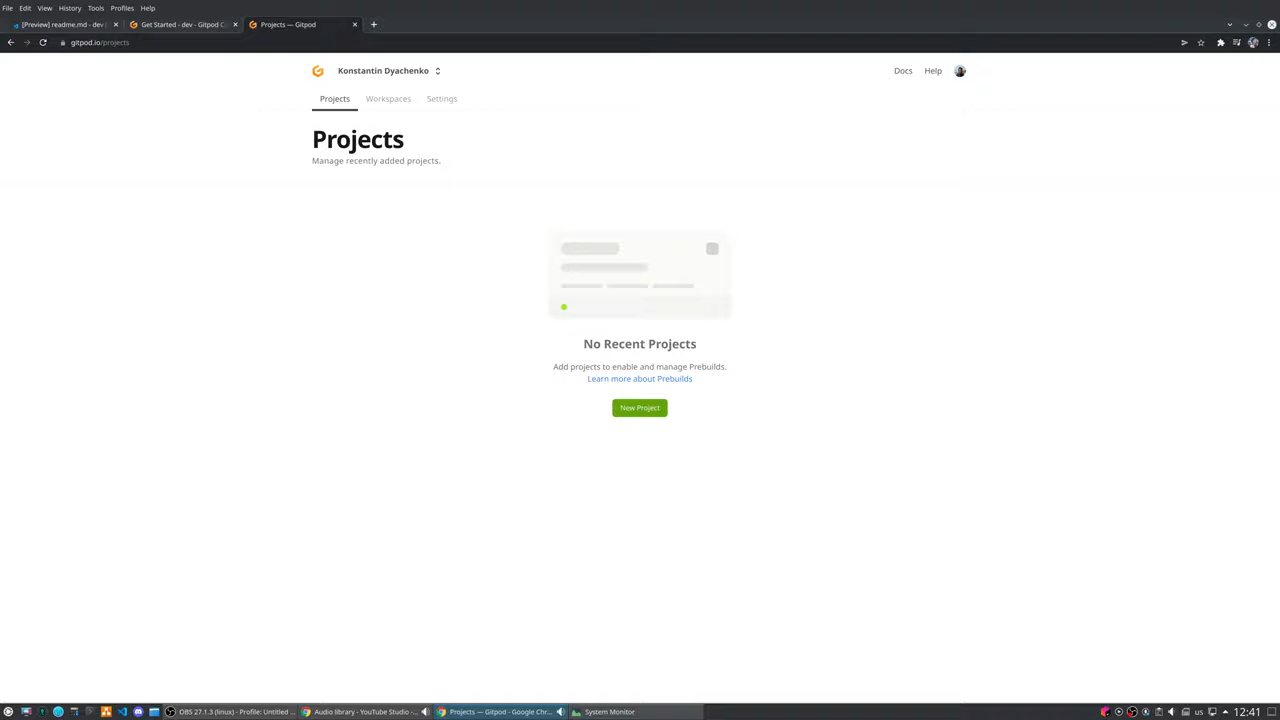 File Edit View History Tools Profiles Help
[Preview] readme.md - dev
Get Started - dev - Gitpod C
Projects — Gitpod
gitpod.io/projects
Konstantin Dyachenko
Docs Help
Projects Workspaces Settings
Projects
Manage recently added projects.
No Recent Projects
Add projects to enable and manage Prebuilds.
Learn more about Prebuilds
New Project
OBS 27.1.3 (linux) - Profile: Untitled ...
Audio library - YouTube Studio -...
Projects — Gitpod - Google Chr...
System Monitor
us
12:41